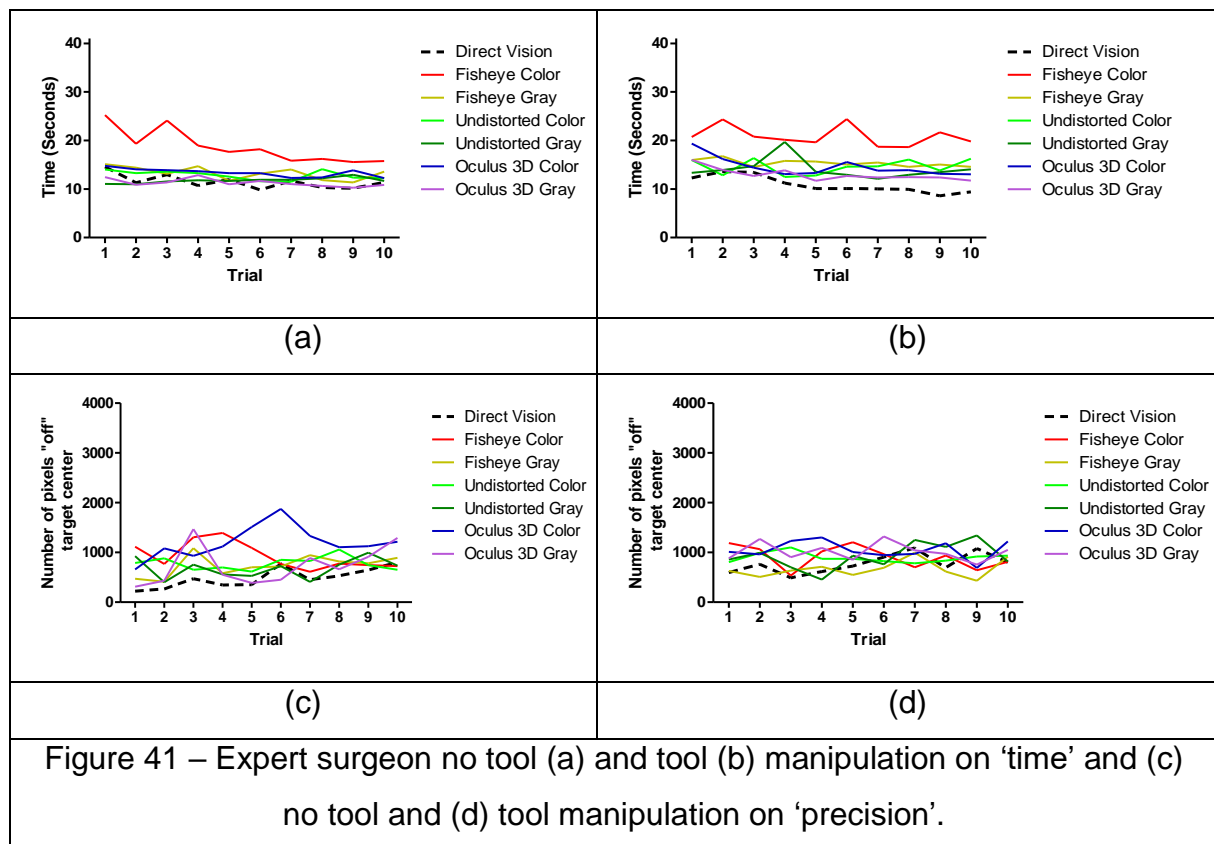 40
30
20
10
0
Time (Seconds)
1 2 3 4 5 6 7 8 9 10
Trial
Direct Vision
Fisheye Color
Fisheye Gray
Undistorted Color
Undistorted Gray
Oculus 3D Color
Oculus 3D Gray
40
30
20
10
0
Time (Seconds)
1 2 3 4 5 6 7 8 9 10
Trial
Direct Vision
Fisheye Color
Fisheye Gray
Undistorted Color
Undistorted Gray
Oculus 3D Color
Oculus 3D Gray
(a)
(b)
4000
3000
2000
1000
0
Number of pixels "off"
target center
1 2 3 4 5 6 7 8 9 10
Trial
Direct Vision
Fisheye Color
Fisheye Gray
Undistorted Color
Undistorted Gray
Oculus 3D Color
Oculus 3D Gray
4000
3000
2000
1000
0
Number of pixels "off"
target center
1 2 3 4 5 6 7 8 9 10
Trial
Direct Vision
Fisheye Color
Fisheye Gray
Undistorted Color
Undistorted Gray
Oculus 3D Color
Oculus 3D Gray
(c)
(d)
Figure 41 – Expert surgeon no tool (a) and tool (b) manipulation on ‘time’ and (c)
no tool and (d) tool manipulation on ‘precision’.